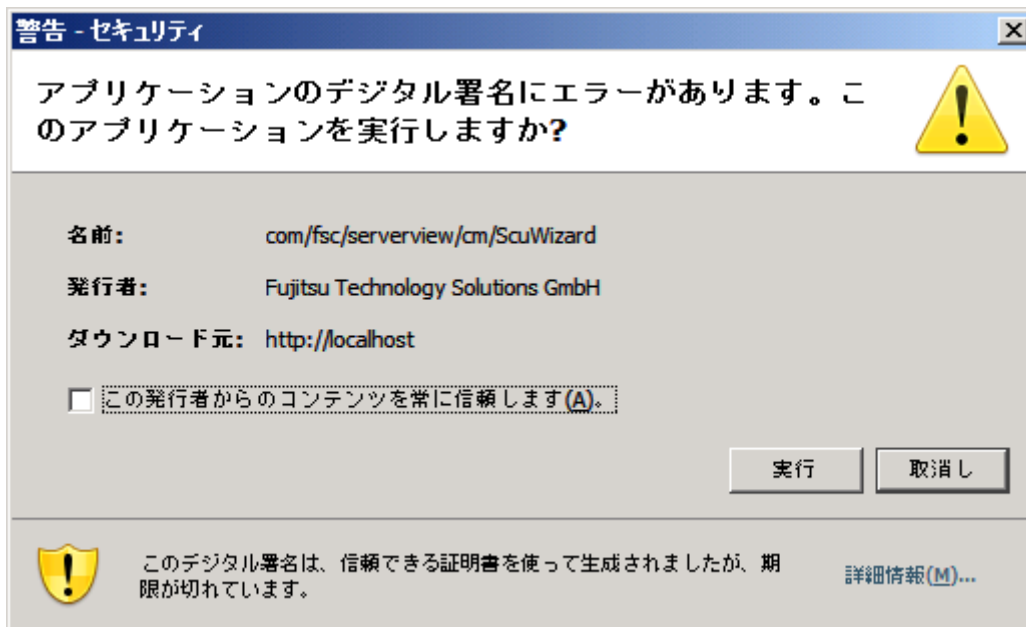 警告 - セキュリティ
アプリケーションのデジタル署名にエラーがあります。こ
のアプリケーションを実行しますか?
名前: com/fsc/serverview/cm/ScuWizard
発行者: Fujitsu Technology Solutions GmbH
ダウンロード元: http://localhost
この発行者からのコンテンツを常に信頼します(A)。
実行 取消し
このデジタル署名は、信頼できる証明書を使って生成されましたが、期
限が切れています。
詳細情報(M)...